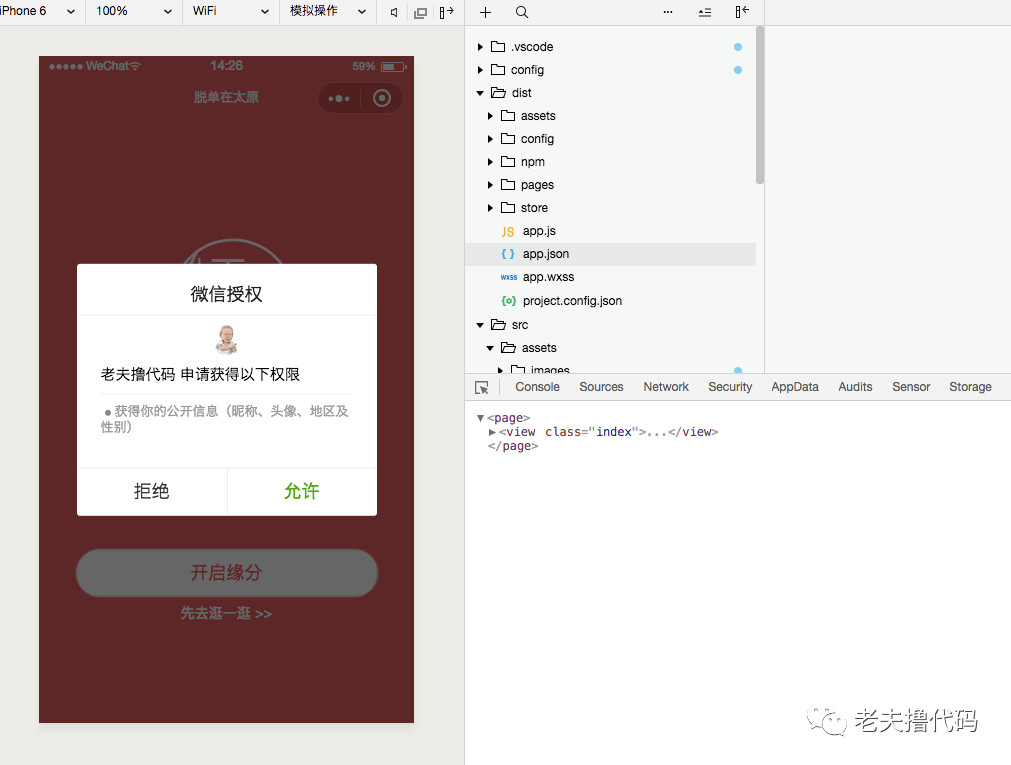 iPhone 6 100% WiFi 模拟操作
WeChat 14:26 59%
脱单在太原
微信授权
老夫撸代码 申请获得以下权限
获得你的公开信息（昵称、头像、地区及
性别）
拒绝 允许
开启缘分
先去逛一逛 >>
.vscode
config
dist
assets
config
npm
pages
store
JS app.js
{ } app.json
wxss app.wxss
{o} project.config.json
src
assets
images
Console Sources Network Security AppData Audits Sensor Storage
<page>
<view class="index">...</view>
</page>
老夫撸代码